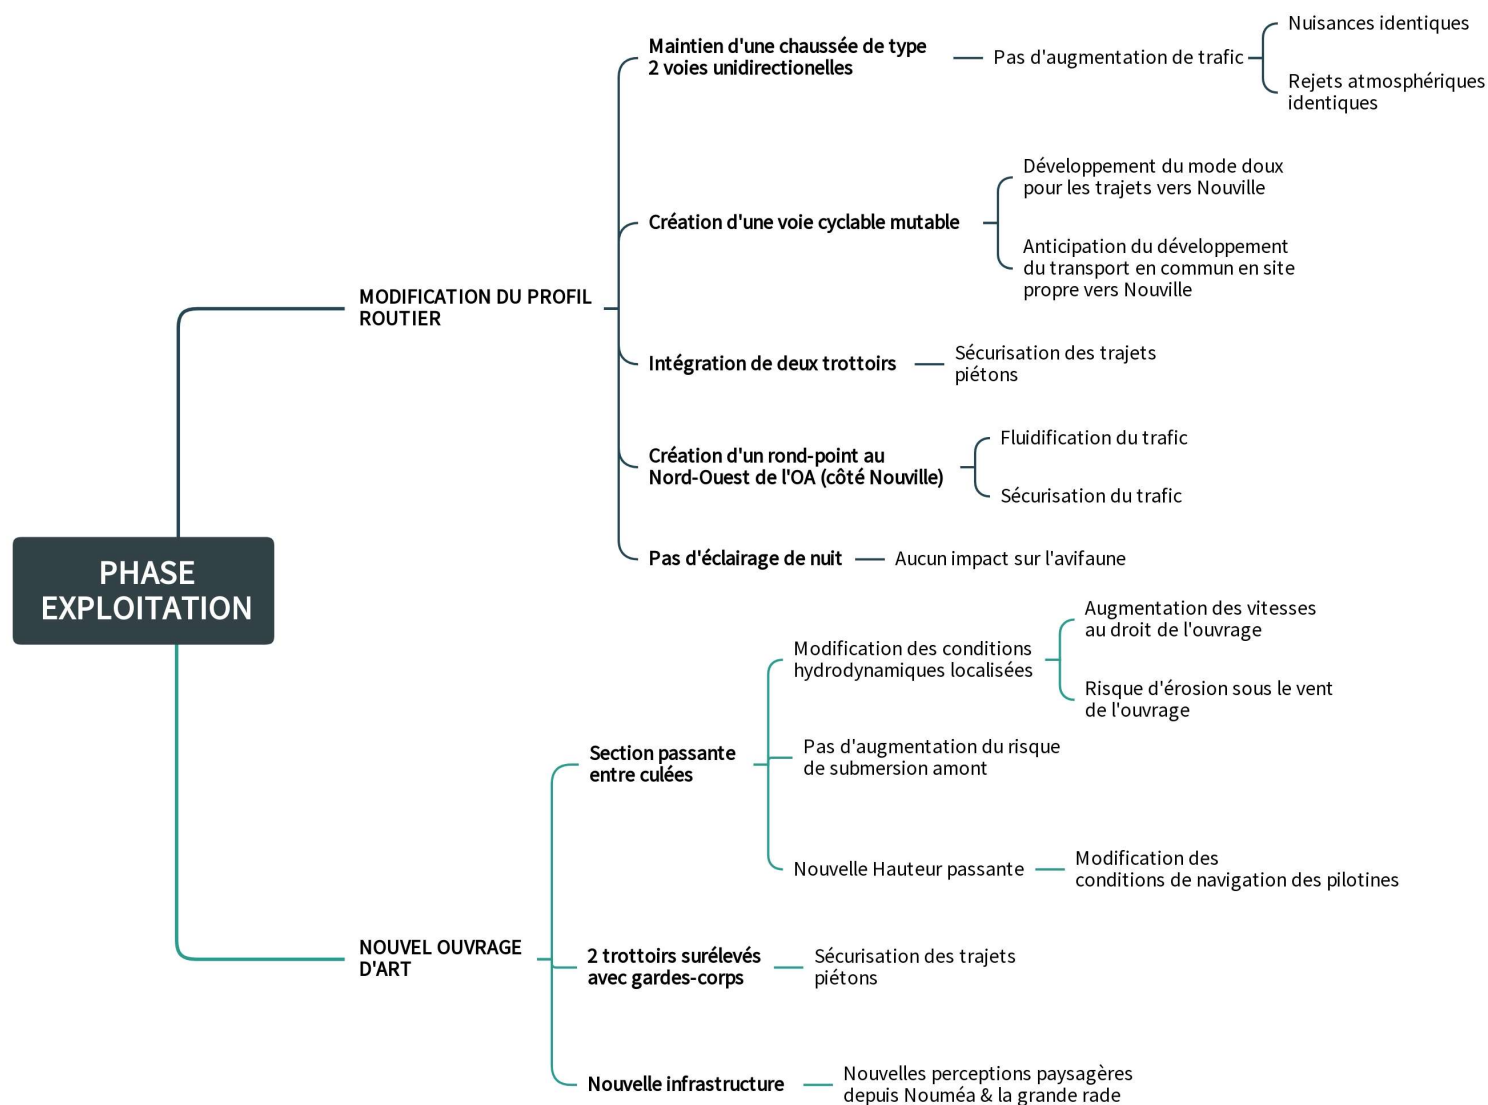 PHASE
EXPLOITATION
MODIFICATION DU PROFIL
ROUTIER
Maintien d'une chaussée de type
2 voies unidirectionelles
Pas d'augmentation de trafic
Nuisances identiques
Rejets atmosphériques
identiques
Création d'une voie cyclable mutable
Développement du mode doux
pour les trajets vers Nouville
Anticipation du développement
du transport en commun en site
propre vers Nouville
Intégration de deux trottoirs
Sécurisation des trajets
piétons
Création d'un rond-point au
Nord-Ouest de l'OA (côté Nouville)
Fluidification du trafic
Sécurisation du trafic
Pas d'éclairage de nuit
Aucun impact sur l'avifaune
NOUVEL OUVRAGE
D'ART
Section passante
entre culées
Modification des conditions
hydrodynamiques localisées
Augmentation des vitesses
au droit de l'ouvrage
Risque d'érosion sous le vent
de l'ouvrage
Pas d'augmentation du risque
de submersion amont
Nouvelle Hauteur passante
Modification des
conditions de navigation des pilotines
2 trottoirs surélevés
avec gardes-corps
Sécurisation des trajets
piétons
Nouvelle infrastructure
Nouvelles perceptions paysagères
depuis Nouméa & la grande rade